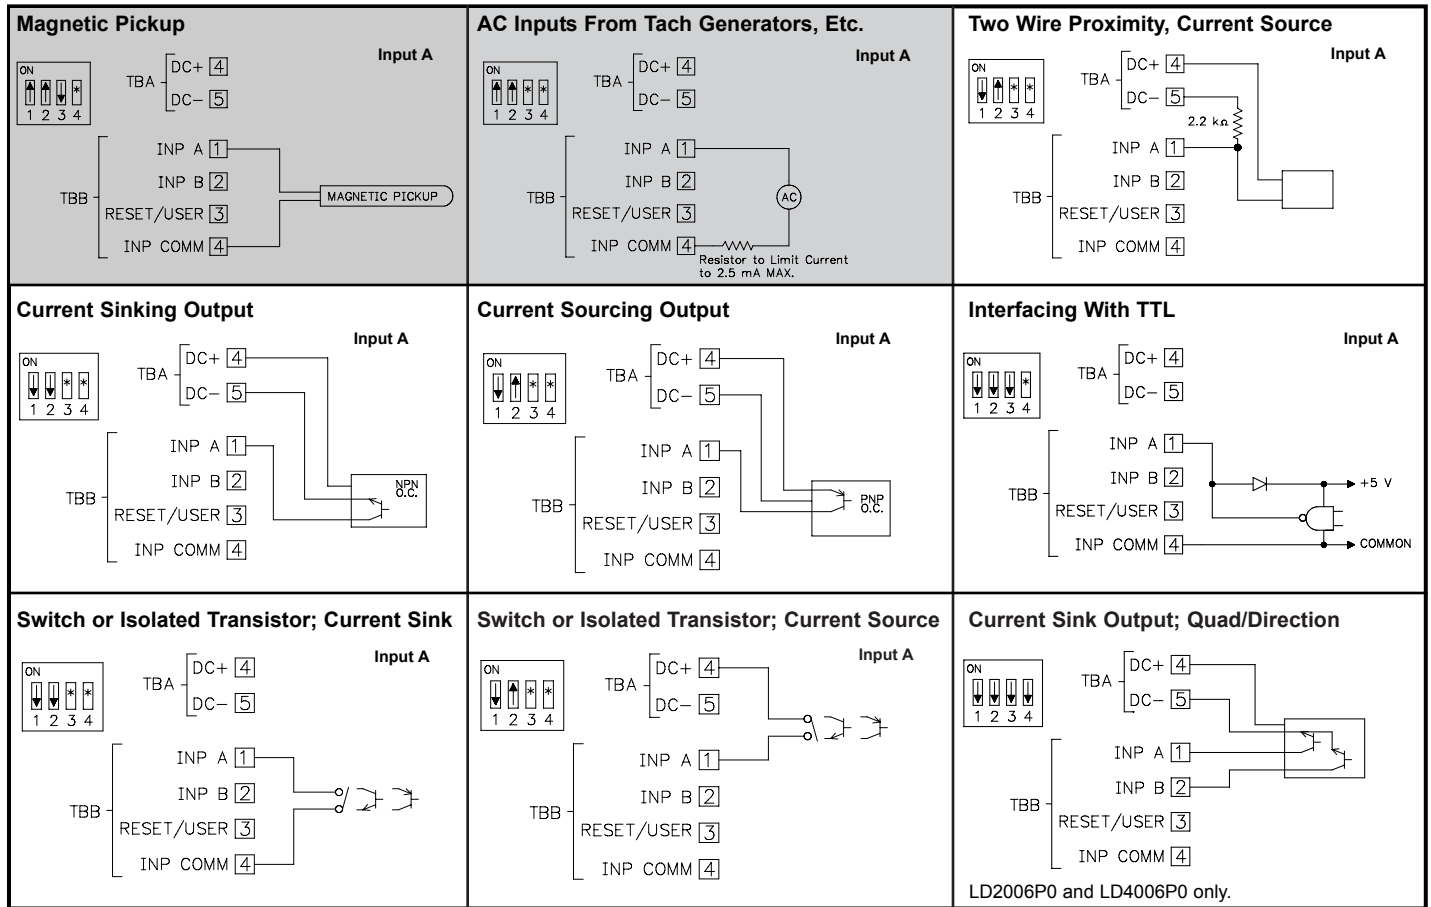 Magnetic Pickup
Input A
ON
* 
1 2 3 4
TBA
DC+ 4
DC- 5
TBB
INP A 1
INP B 2
RESET/USER 3
INP COMM 4
MAGNETIC PICKUP
AC Inputs From Tach Generators, Etc.
Input A
ON
* *
1 2 3 4
TBA
DC+ 4
DC- 5
TBB
INP A 1
INP B 2
RESET/USER 3
INP COMM 4
AC
Resistor to Limit Current
to 2.5 mA MAX.
Two Wire Proximity, Current Source
Input A
ON
* *
1 2 3 4
TBA
DC+ 4
DC- 5
2.2 kΩ
TBB
INP A 1
INP B 2
RESET/USER 3
INP COMM 4
Current Sinking Output
Input A
ON
* *
1 2 3 4
TBA
DC+ 4
DC- 5
TBB
INP A 1
INP B 2
RESET/USER 3
INP COMM 4
NPN
O.C.
Current Sourcing Output
Input A
ON
* *
1 2 3 4
TBA
DC+ 4
DC- 5
TBB
INP A 1
INP B 2
RESET/USER 3
INP COMM 4
PNP
O.C.
Interfacing With TTL
Input A
ON
*
1 2 3 4
TBA
DC+ 4
DC- 5
TBB
INP A 1
INP B 2
RESET/USER 3
INP COMM 4
+5 V
COMMON
Switch or Isolated Transistor; Current Sink
Input A
ON
* *
1 2 3 4
TBA
DC+ 4
DC- 5
TBB
INP A 1
INP B 2
RESET/USER 3
INP COMM 4
Switch or Isolated Transistor; Current Source
Input A
ON
* *
1 2 3 4
TBA
DC+ 4
DC- 5
TBB
INP A 1
INP B 2
RESET/USER 3
INP COMM 4
Current Sink Output; Quad/Direction
ON
1 2 3 4
TBA
DC+ 4
DC- 5
TBB
INP A 1
INP B 2
RESET/USER 3
INP COMM 4
LD2006P0 and LD4006P0 only.